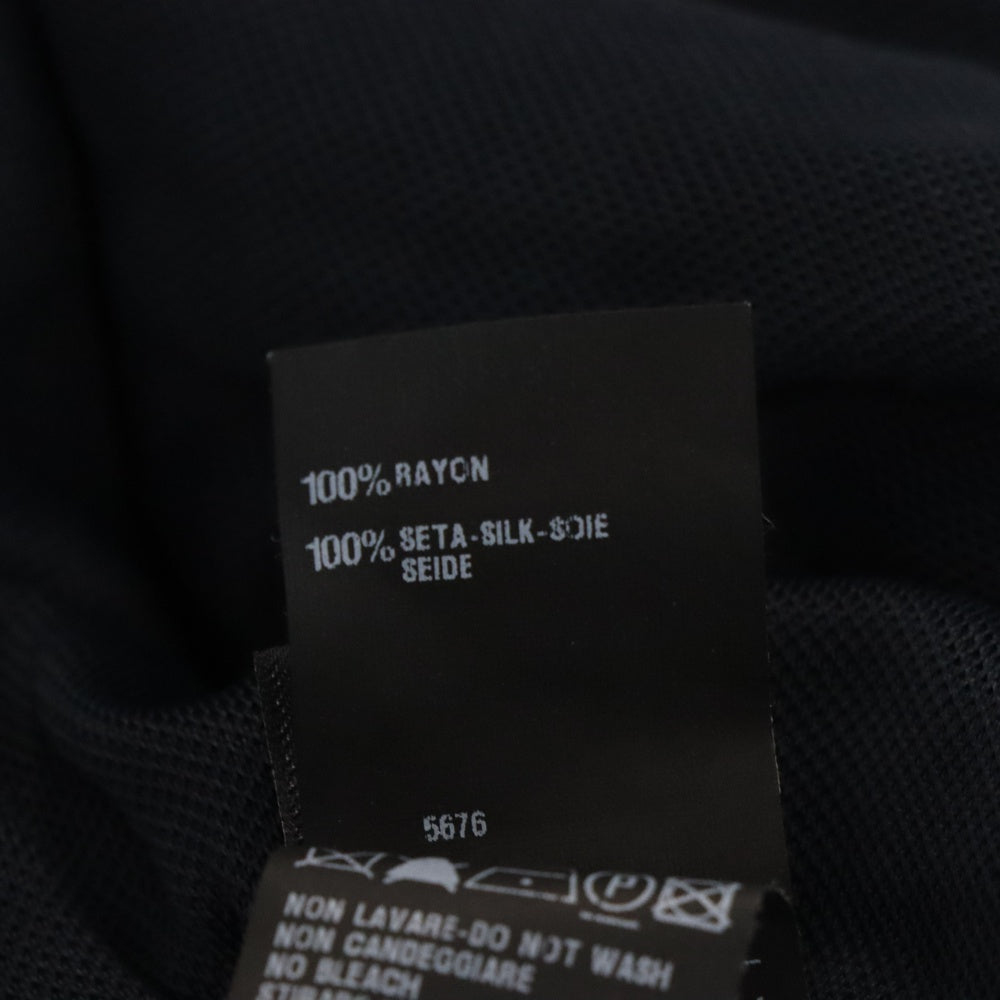 100% RAYON
100% SETA-SILK-SOIE
SEIDE
5676
P
NON LAVARE-DO NOT WASH
NON CANDEGGIARE
NO BLEACH